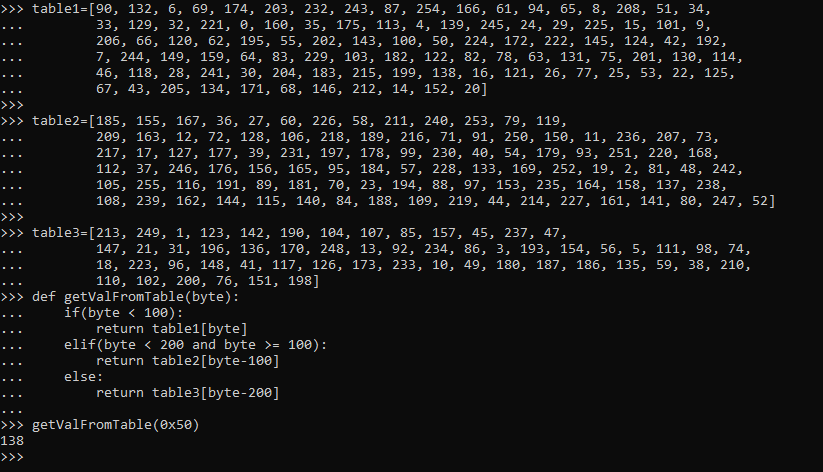 >>> table1=[90, 132, 6, 69, 174, 203, 232, 243, 87, 254, 166, 61, 94, 65, 8, 208, 51, 34,
...         33, 129, 32, 221, 0, 160, 35, 175, 113, 4, 139, 245, 24, 29, 225, 15, 101, 9,
...         206, 66, 120, 62, 195, 55, 202, 143, 100, 50, 224, 172, 222, 145, 124, 42, 192,
...         7, 244, 149, 159, 64, 83, 229, 103, 182, 122, 82, 78, 63, 131, 75, 201, 130, 114,
...         46, 118, 28, 241, 30, 204, 183, 215, 199, 138, 16, 121, 26, 77, 25, 53, 22, 125,
...         67, 43, 205, 134, 171, 68, 146, 212, 14, 152, 20]
>>>
>>> table2=[185, 155, 167, 36, 27, 60, 226, 58, 211, 240, 253, 79, 119,
...         209, 163, 12, 72, 128, 106, 218, 189, 216, 71, 91, 250, 150, 11, 236, 207, 73,
...         217, 17, 127, 177, 39, 231, 197, 178, 99, 230, 40, 54, 179, 93, 251, 220, 168,
...         112, 37, 246, 176, 156, 165, 95, 184, 57, 228, 133, 169, 252, 19, 2, 81, 48, 242,
...         105, 255, 116, 191, 89, 181, 70, 23, 194, 88, 97, 153, 235, 164, 158, 137, 238,
...         108, 239, 162, 144, 115, 140, 84, 188, 109, 219, 44, 214, 227, 161, 141, 80, 247, 52]
>>>
>>> table3=[213, 249, 1, 123, 142, 190, 104, 107, 85, 157, 45, 237, 47,
...         147, 21, 31, 196, 136, 170, 248, 13, 92, 234, 86, 3, 193, 154, 56, 5, 111, 98, 74,
...         18, 223, 96, 148, 41, 117, 126, 173, 233, 10, 49, 180, 187, 186, 135, 59, 38, 210,
...         110, 102, 200, 76, 151, 198]
>>> def getValFromTable(byte):
...     if(byte < 100):
...         return table1[byte]
...     elif(byte < 200 and byte >= 100):
...         return table2[byte-100]
...     else:
...         return table3[byte-200]
...
>>> getValFromTable(0x50)
138
>>>